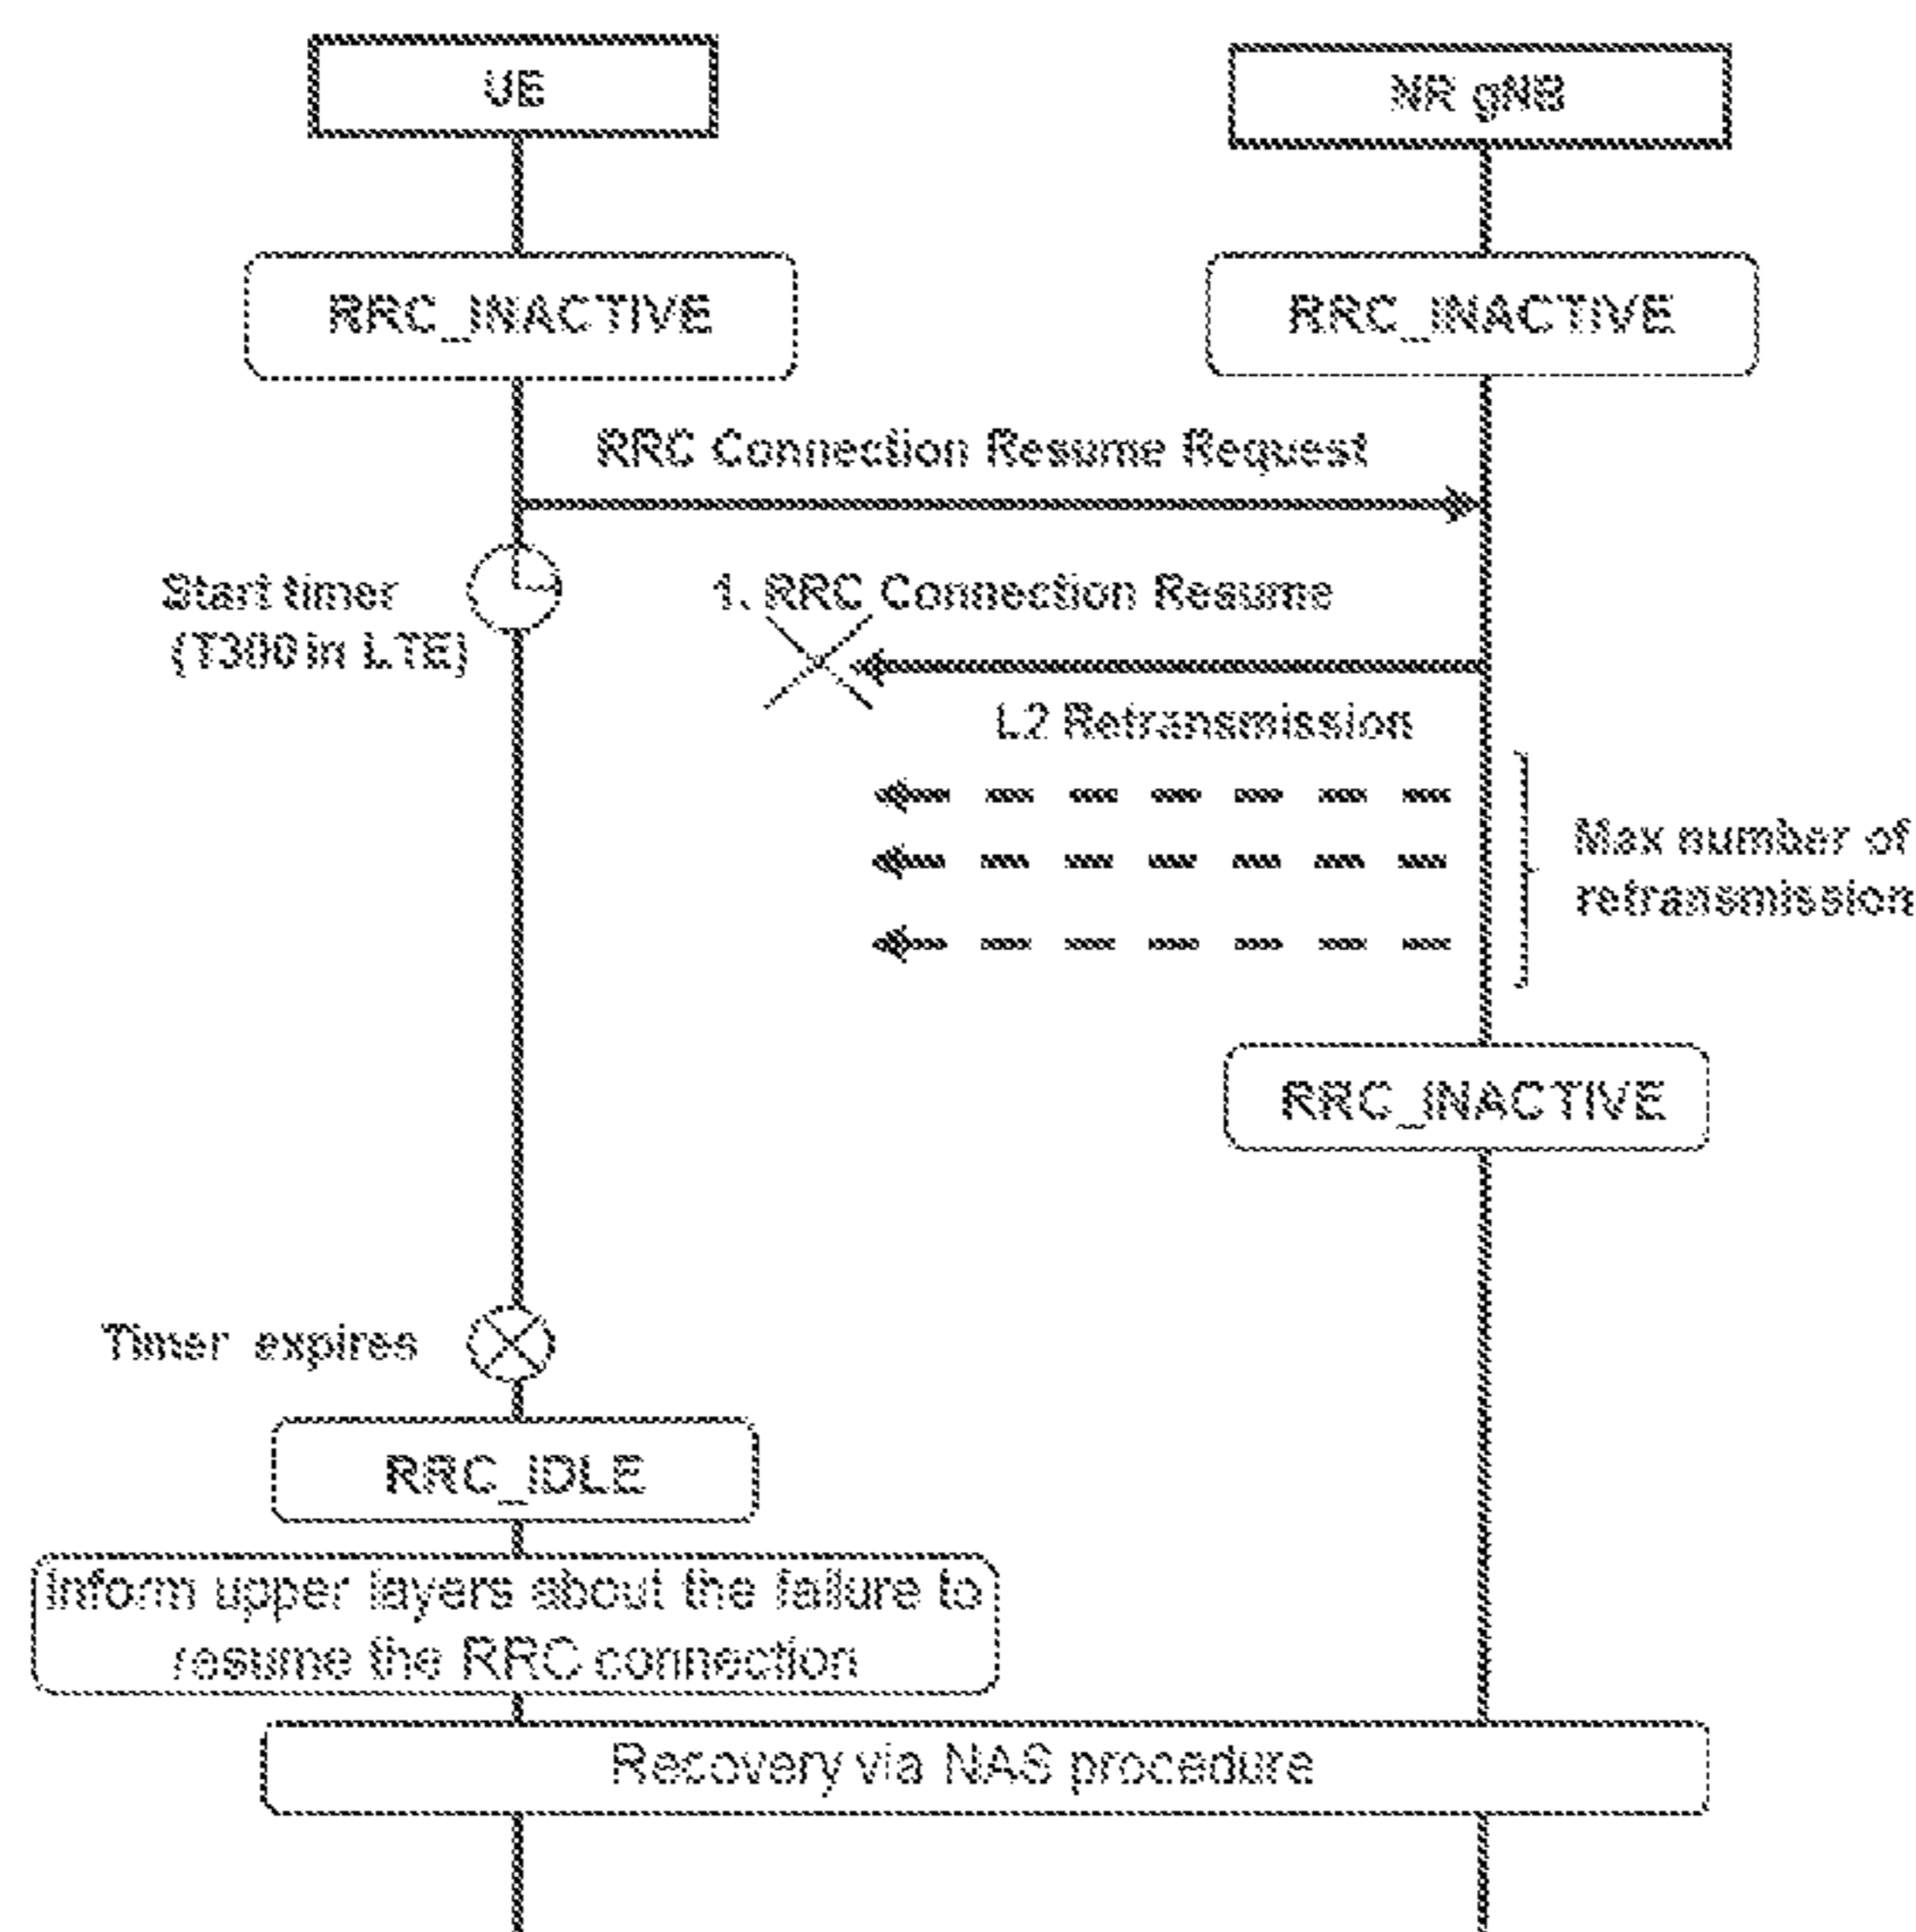 UE
NR gNB
RRC_INACTIVE
RRC_INACTIVE
RRC Connection Resume Request
Start timer
(T300 in LTE)
1. RRC Connection Resume
L2 Retransmission
Max number of
retransmission
RRC_INACTIVE
Timer expires
RRC_IDLE
Inform upper layers about the failure to
resume the RRC connection
Recovery via NAS procedure